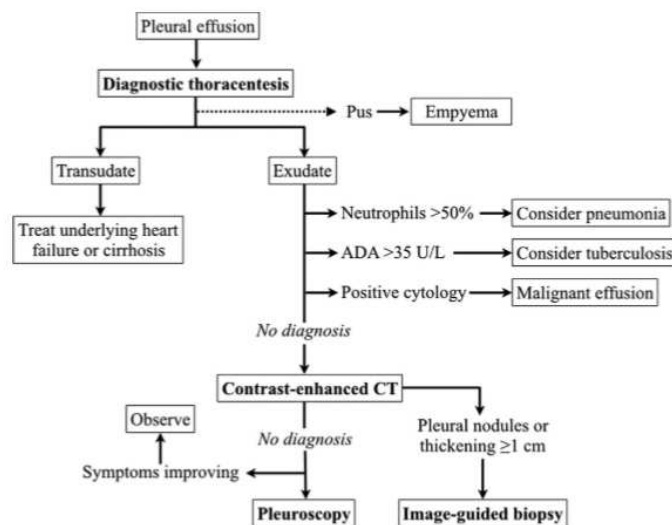 Pleural effusion
Diagnostic thoracentesis
Pus
Empyema
Transudate
Exudate
Treat underlying heart
failure or cirrhosis
Neutrophils >50%
Consider pneumonia
ADA >35 U/L
Consider tuberculosis
Positive cytology
Malignant effusion
No diagnosis
Contrast-enhanced CT
Observe
No diagnosis
Pleural nodules or
thickening ≥1 cm
Symptoms improving
Pleuroscopy
Image-guided biopsy